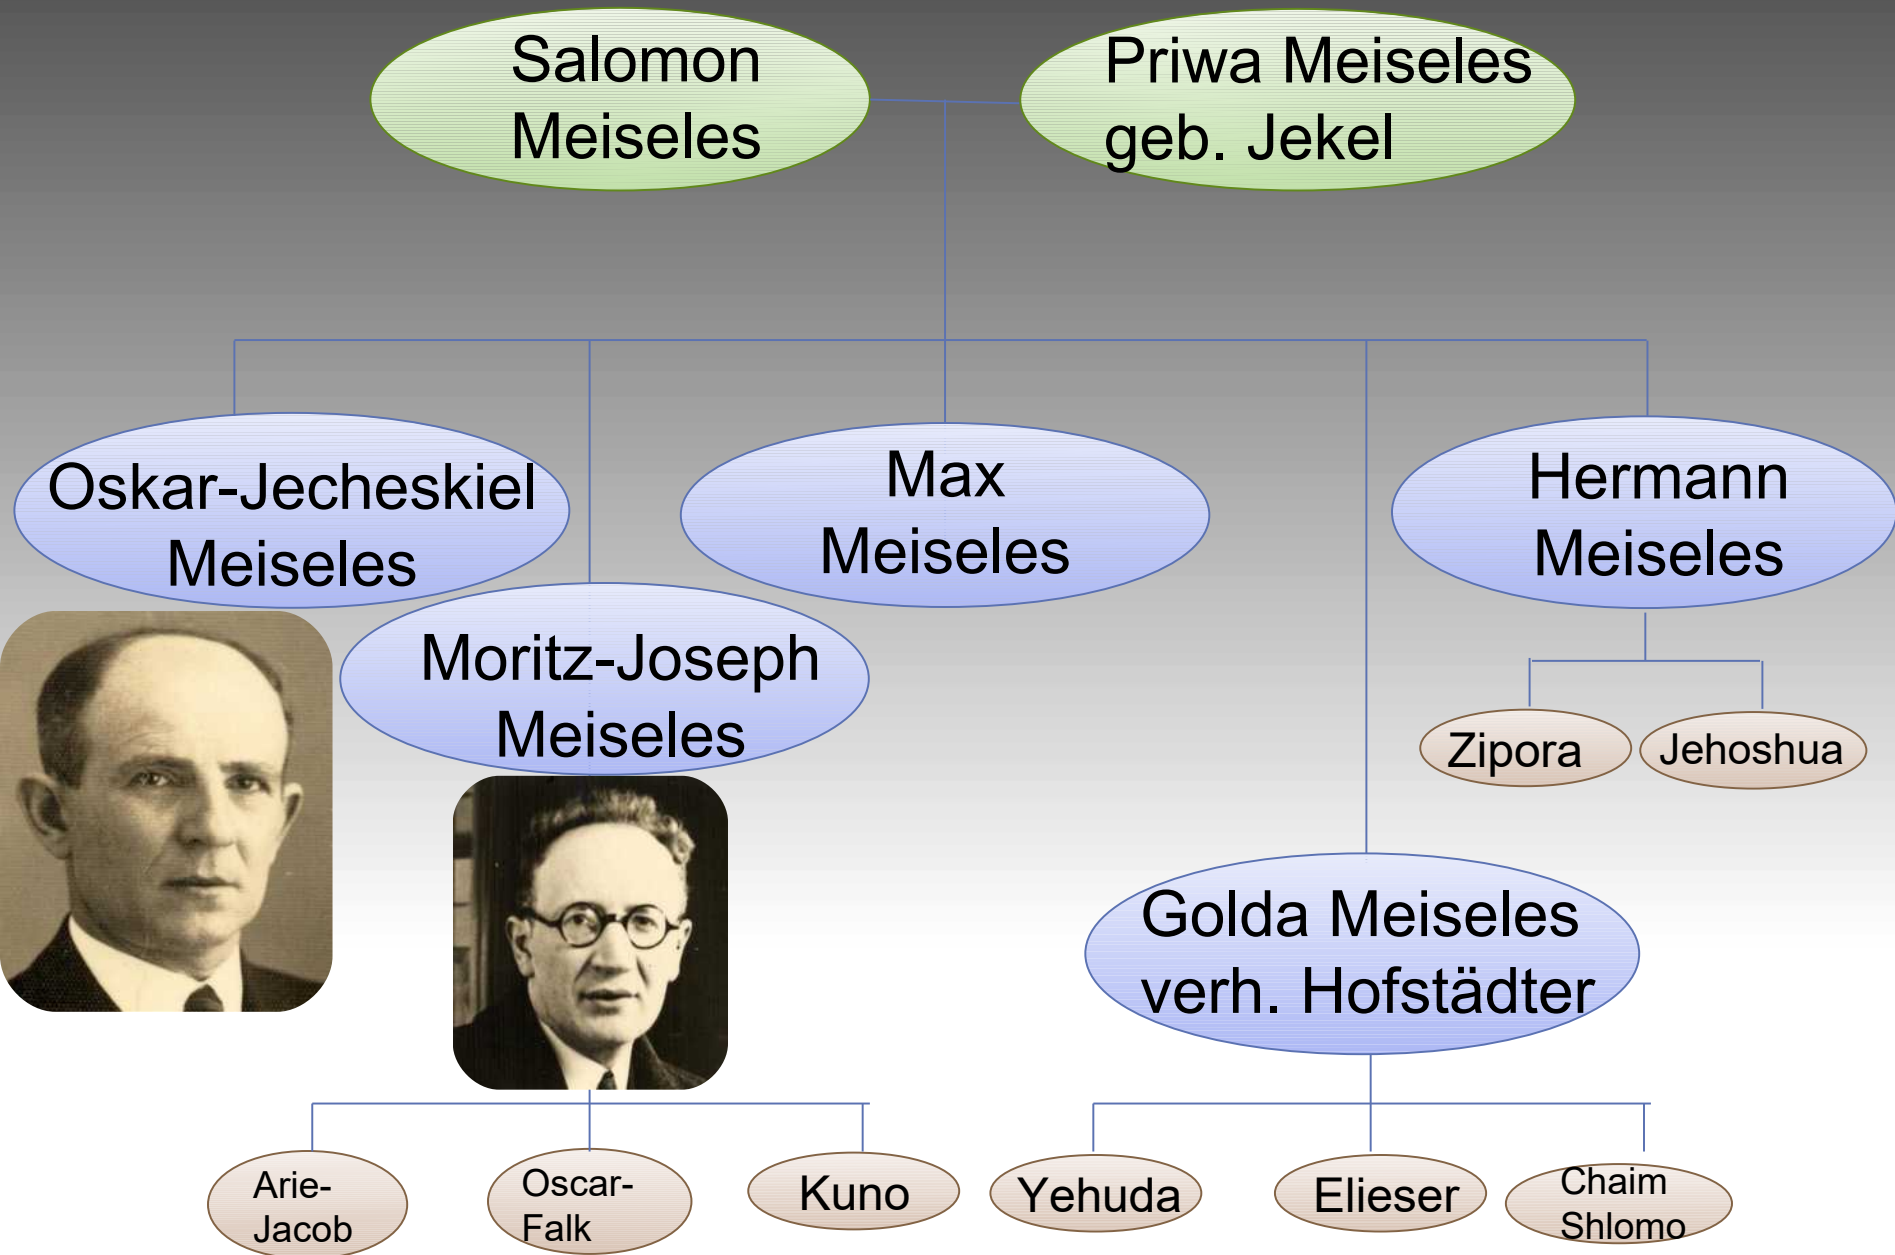 Salomon
Meiseles
Priwa Meiseles
geb. Jekel
Oskar-Jecheskiel
Meiseles
Max
Meiseles
Hermann
Meiseles
Moritz-Joseph
Meiseles
Zipora
Jehoshua
Golda Meiseles
verh. Hofstädter
Arie-
Jacob
Oscar-
Falk
Kuno
Yehuda
Elieser
Chaim
Shlomo